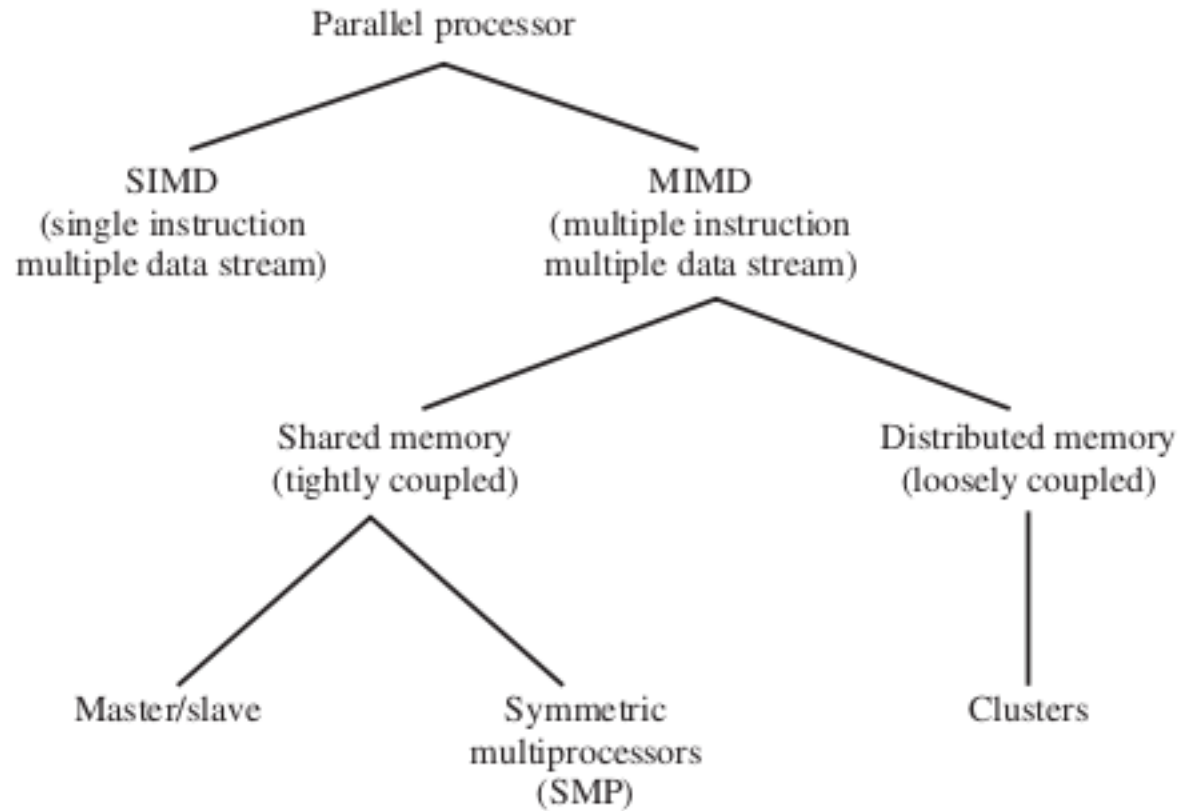 Parallel processor
SIMD
(single instruction
multiple data stream)
MIMD
(multiple instruction
multiple data stream)
Shared memory
(tightly coupled)
Distributed memory
(loosely coupled)
Master/slave
Symmetric
multiprocessors
(SMP)
Clusters